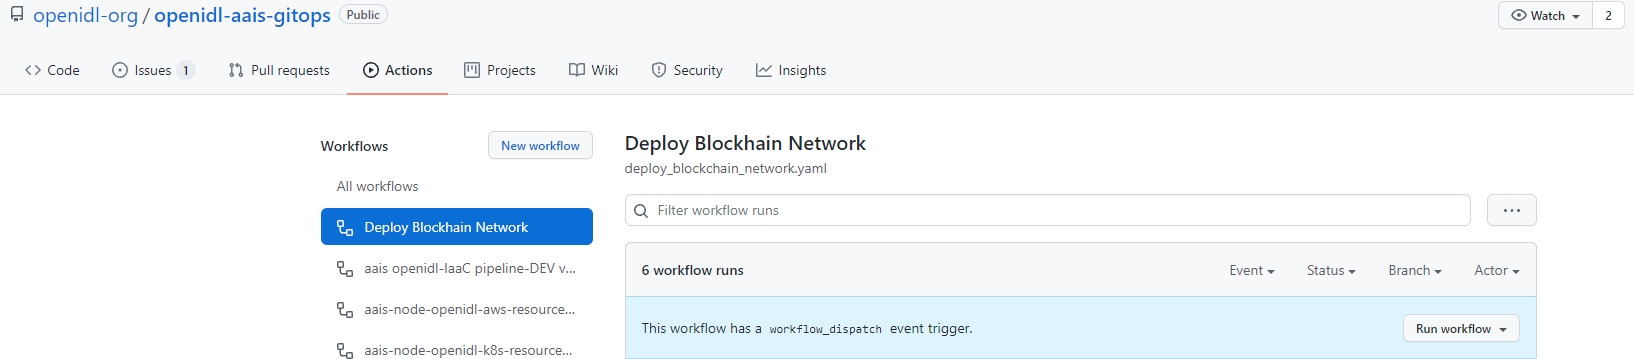 openidl-org / openidl-aais-gitops Public Watch 2
Code Issues 1 Pull requests Actions Projects Wiki Security Insights
Workflows New workflow
All workflows
Deploy Blockhain Network
aais openidl-IaaC pipeline-DEV v...
aais-node-openidl-aws-resource...
aais-node-openidl-k8s-resource...
Deploy Blockhain Network
deploy_blockchain_network.yaml
Filter workflow runs ...
6 workflow runs Event Status Branch Actor
This workflow has a workflow_dispatch event trigger. Run workflow